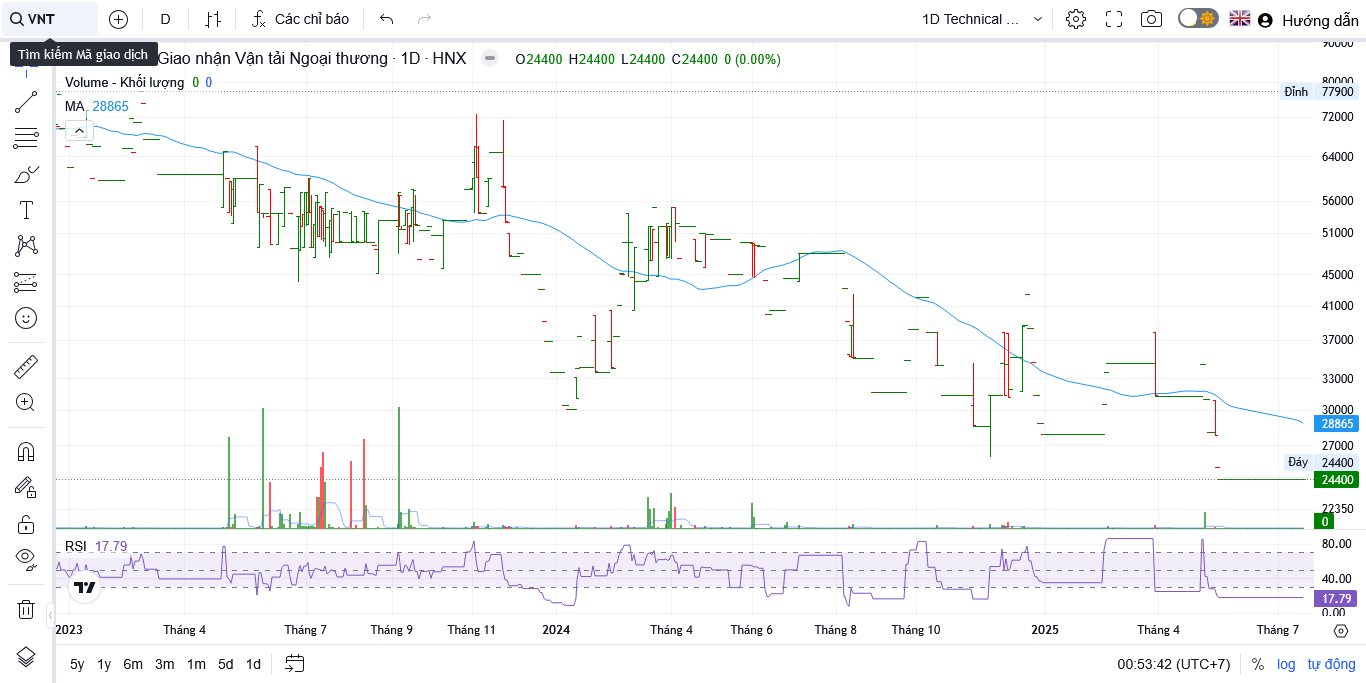 VNT D Các chỉ báo 1D Technical ... Hướng dẫn
Tìm kiếm Mã giao dịch
Giao nhận Vận tải Ngoại thương · 1D · HNX O24400 H24400 L24400 C24400 0 (0.00%)
Volume - Khối lượng 0 0
MA 28865
90000
80000
Đỉnh 77900
72000
64000
56000
51000
45000
41000
37000
33000
30000
28865
27000
Đáy 24400
24400
22350
0
RSI 17.79
80.00
40.00
17.79
0.00
2023 Tháng 4 Tháng 7 Tháng 9 Tháng 11 2024 Tháng 4 Tháng 6 Tháng 8 Tháng 10 2025 Tháng 4 Tháng 7
5y 1y 6m 3m 1m 5d 1d 00:53:42 (UTC+7) % log tự động